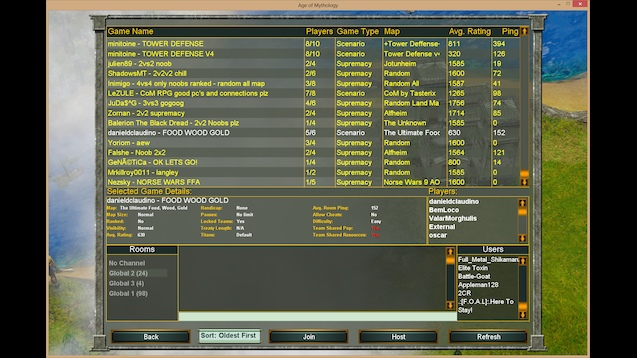 Age of Mythology
Game Name Players Game Type Map Avg. Rating Ping
minitoine - TOWER DEFENSE 8/10 Scenario +Tower Deffense- 811 394
minitoine - TOWER DEFENSE V4 8/10 Scenario Tower Defense v 320 126
julien89 - 2vs2 noob 2/4 Supremacy Jotunheim 1585 19
ShadowsMT - 2v2v2 chill 2/6 Supremacy Random 1600 72
Inimigo - 4vs4 only noobs ranked - random all map 3/8 Supremacy Random All 1587 41
LeZULE - CoM RPG good pc's and connections plz 7/8 Scenario CoM by Tasterix 1265 98
3vs3 gogoog 4/6 Supremacy Random Land Ma 1756 74
Zornan - 2v2 supremacy 2/4 Supremacy Alfheim 1714 85
Balerion The Black Dread - 2v2 Noobs plz 1/4 Supremacy The Unknown 1585 0
danieldclaudino - FOOD WOOD GOLD 5/6 Scenario The Ultimate Food 630 152
Yoriom - aew 3/4 Supremacy Random 1600 0
Falshe - Noob 2x2 2/4 Supremacy Alfheim 1564 121
GeNÃ©TiCa - OK LETS GO! 1/4 Supremacy Random 800 14
Mrkillroy0011 - langley 1/2 Supremacy Random 1600 0
Nezsky - NORSE WARS FFA 1/5 Supremacy Norse Wars 9 AO 1600 0
Selected Game Details: Players:
danieldclaudino - FOOD WOOD GOLD
Map: The Ultimate Food, Wood, Gold Handicap: None Avg. Room Ping: 152
Map Size: Normal Pauses: No limit Allow Cheats: No
Ranked: No Locked Teams: Yes Difficulty: Easy
Visibility: Normal Treaty Length: N/A Team Shared Pop:
Avg. Rating: 630 Titan: Default Team Shared Resources:
danieldclaudino
BemLoco
ValarMorghulis
External
oscar
Rooms Users
No Channel
Global 2 (24)
Global 3 (4)
Global 1 (98)
Full_Metal_Shikaman
Elite Toxin
Battle-Goat
Appleman128
2CR
.:[F.O.A.L]:.Here To
Stay!
Back Sort: Oldest First Join Host Refresh